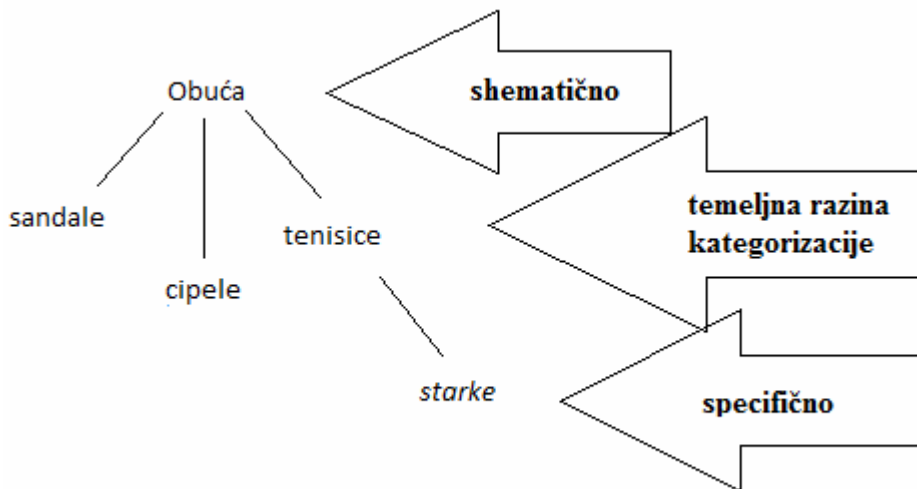 Obuća
shematično
sandale
tenisice
cipele
temeljna razina
kategorizacije
starke
specifično